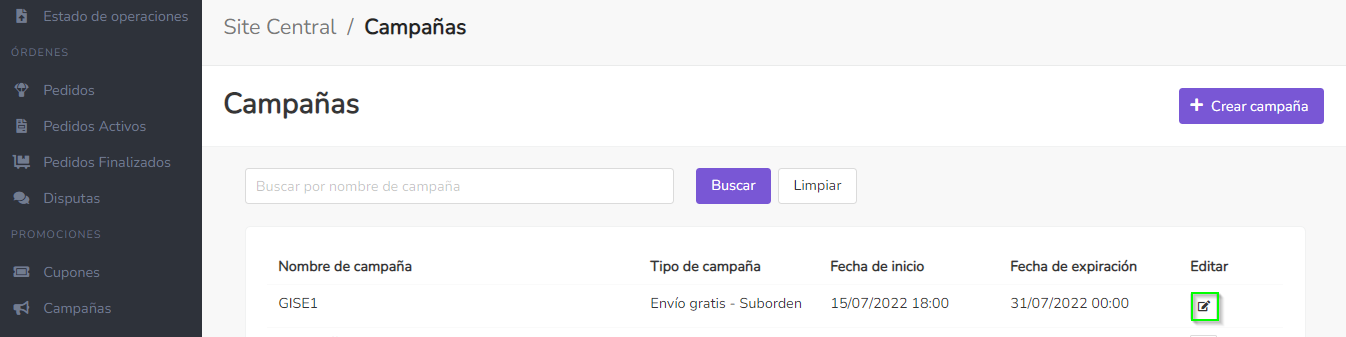 Estado de operaciones
ÓRDENES
Pedidos
Pedidos Activos
Pedidos Finalizados
Disputas
PROMOCIONES
Cupones
Campañas
Site Central / Campañas
Campañas
+ Crear campaña
Buscar por nombre de campaña
Buscar
Limpiar
Nombre de campaña Tipo de campaña Fecha de inicio Fecha de expiración Editar
GISE1 Envío gratis - Suborden 15/07/2022 18:00 31/07/2022 00:00